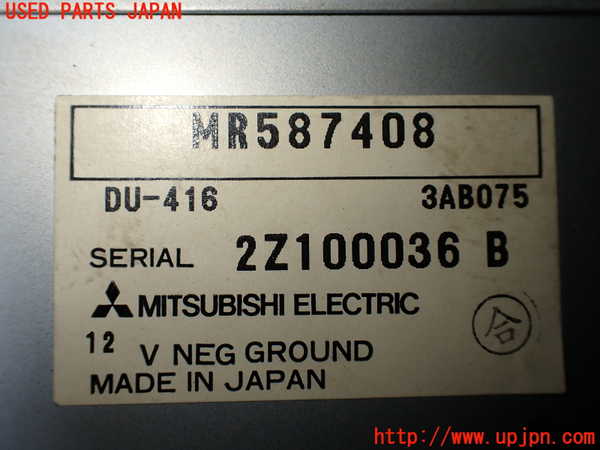 USED PARTS JAPAN
MR587408
DU-416 3AB075
SERIAL 2Z100036 B
MITSUBISHI ELECTRIC
合
12 V NEG GROUND
MADE IN JAPAN
http://www.upjpn.com